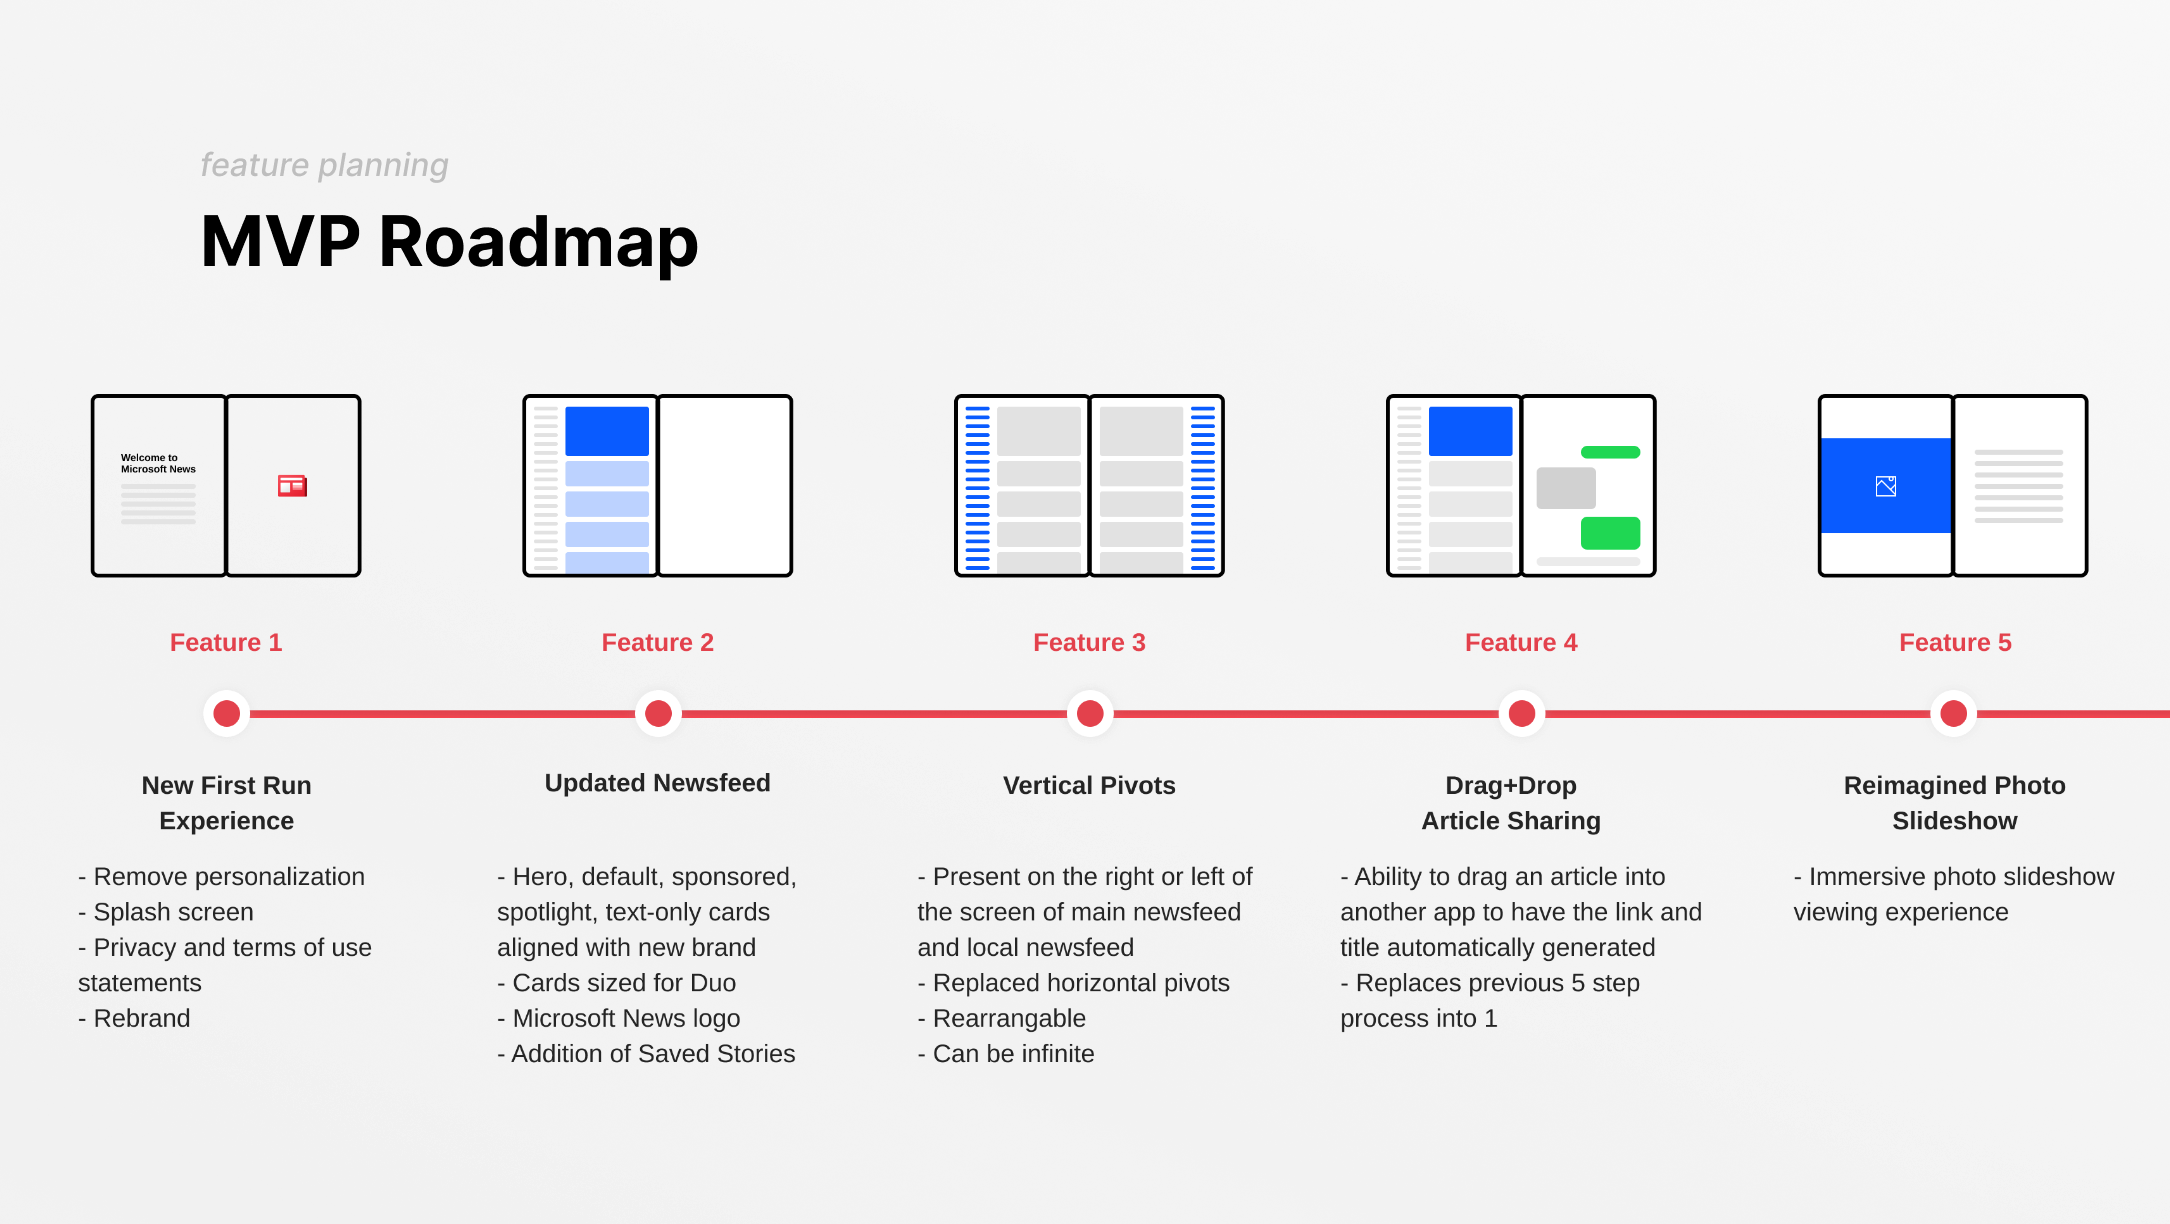 feature planning
MVP Roadmap
Welcome to
Microsoft News
Feature 1
Feature 2
Feature 3
Feature 4
Feature 5
New First Run
Experience
- Remove personalization
- Splash screen
- Privacy and terms of use
statements
- Rebrand
Updated Newsfeed
- Hero, default, sponsored,
spotlight, text-only cards
aligned with new brand
- Cards sized for Duo
- Microsoft News logo
- Addition of Saved Stories
Vertical Pivots
- Present on the right or left of
the screen of main newsfeed
and local newsfeed
- Replaced horizontal pivots
- Rearrangable
- Can be infinite
Drag+Drop
Article Sharing
- Ability to drag an article into
another app to have the link and
title automatically generated
- Replaces previous 5 step
process into 1
Reimagined Photo
Slideshow
- Immersive photo slideshow
viewing experience